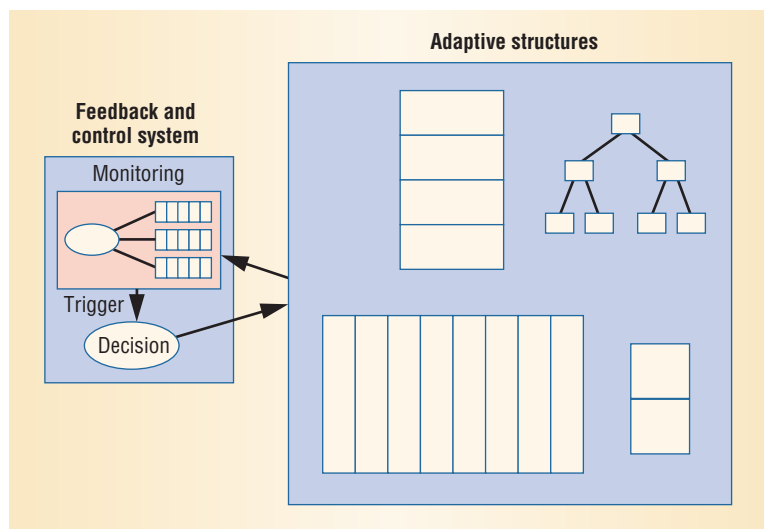 Adaptive structures
Feedback and
control system
Monitoring
Trigger
Decision